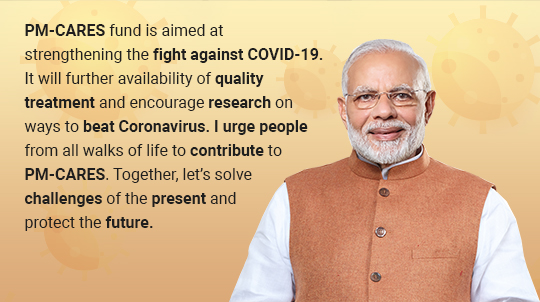 PM-CARES fund is aimed at
strengthening the fight against COVID-19.
It will further availability of quality
treatment and encourage research on
ways to beat Coronavirus. I urge people
from all walks of life to contribute to
PM-CARES. Together, let's solve
challenges of the present and
protect the future.